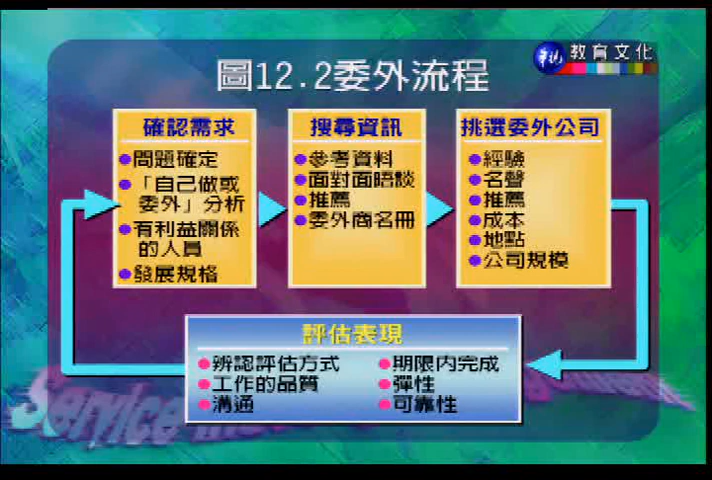 教育文化
圖12.2委外流程
確認需求
問題確定
「自己做或
委外」分析
有利益關係
的人員
發展規格
搜尋資訊
參考資料
面對面晤談
推薦
委外商名冊
挑選委外公司
經驗
名聲
推薦
成本
地點
公司規模
評估表現
辨認評估方式
工作的品質
溝通
期限内完成
彈性
可靠性
Service